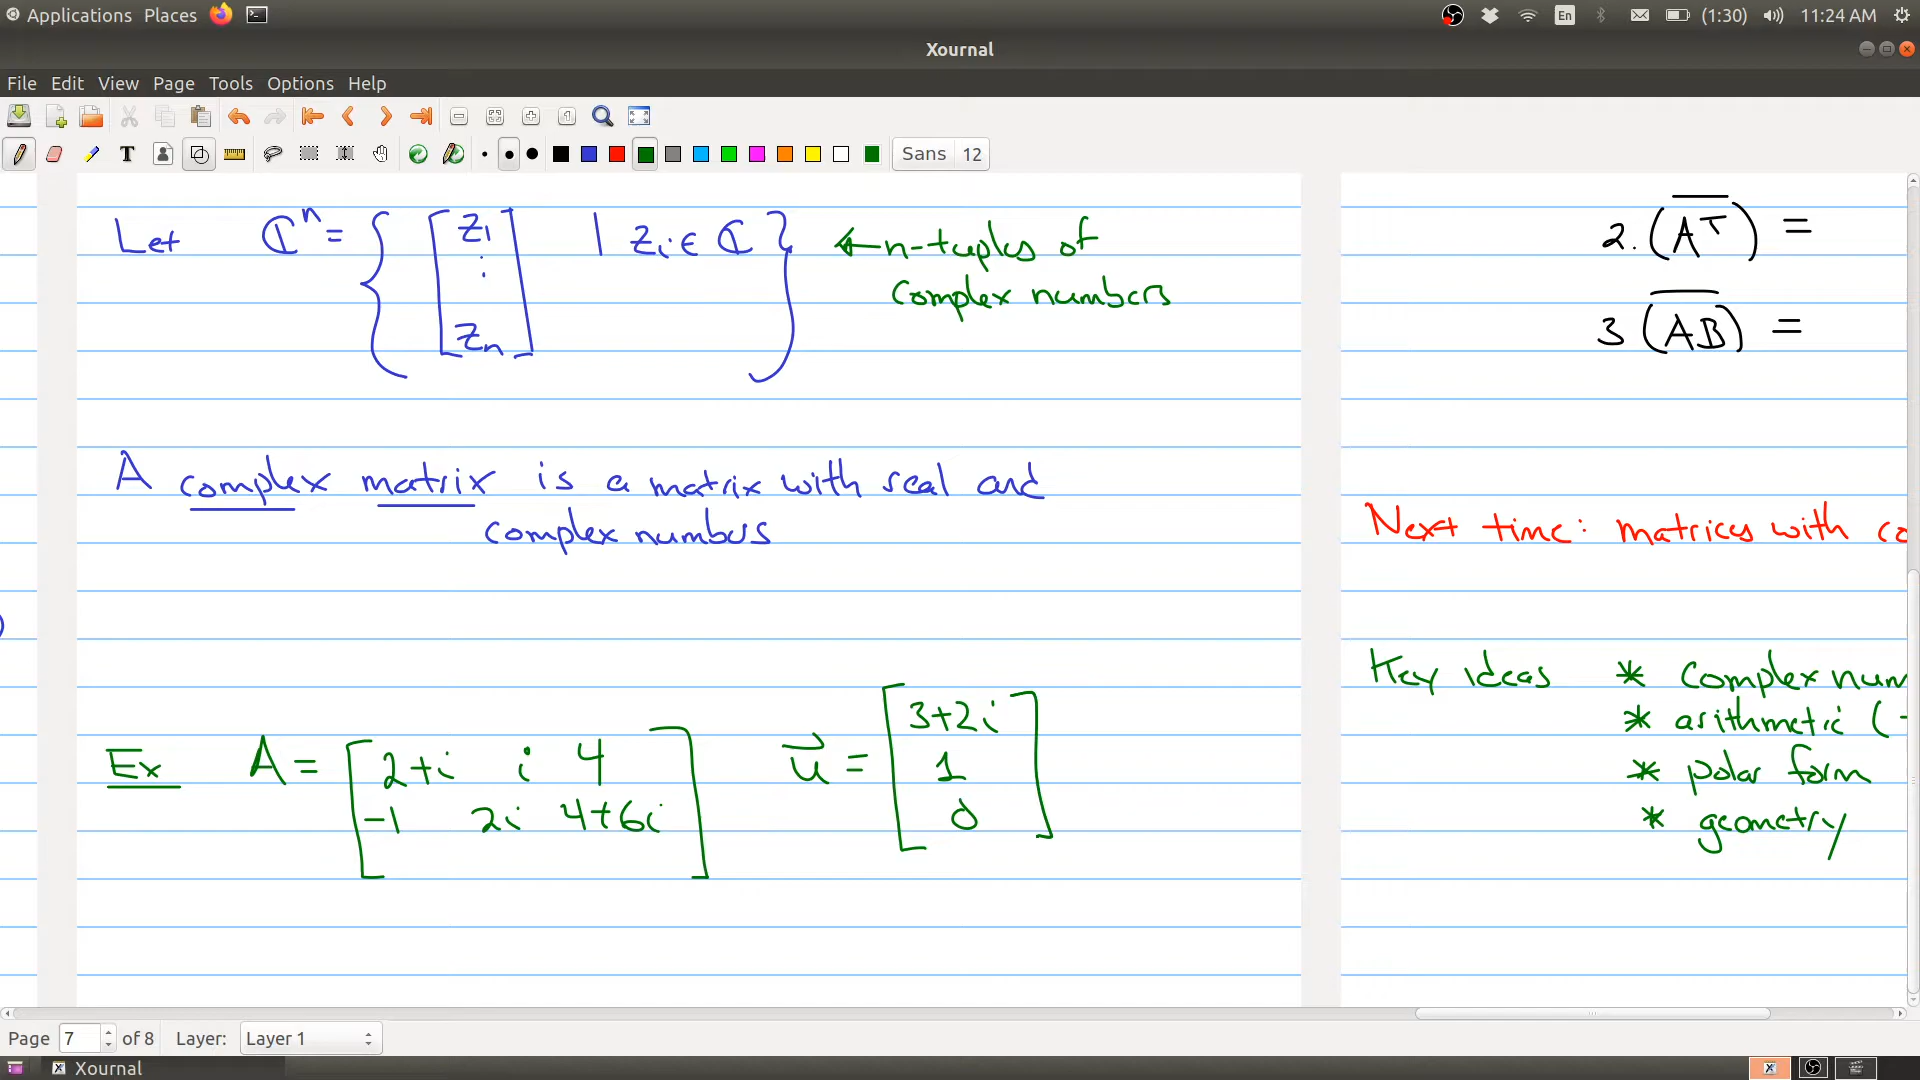 Applications Places En (1:30) 11:24 AM
Xournal
File Edit View Page Tools Options Help
Sans 12
Let ℂⁿ = { [ z₁ ⋮ zₙ ] | zᵢ ∈ ℂ } ← n-tuples of
complex numbers
A complex matrix is a matrix with real and
complex numbers
Ex A = [ 2+i i 4
-1 2i 4+6i ]
u⃗ = [ 3+2i
1
0 ]
2. (A̅ᵀ̅) =
3 (A̅B̅) =
Next time: matrices with co
Key ideas * complex num
* arithmetic (-
* polar form
* geometry
Page 7 of 8 Layer: Layer 1
Xournal